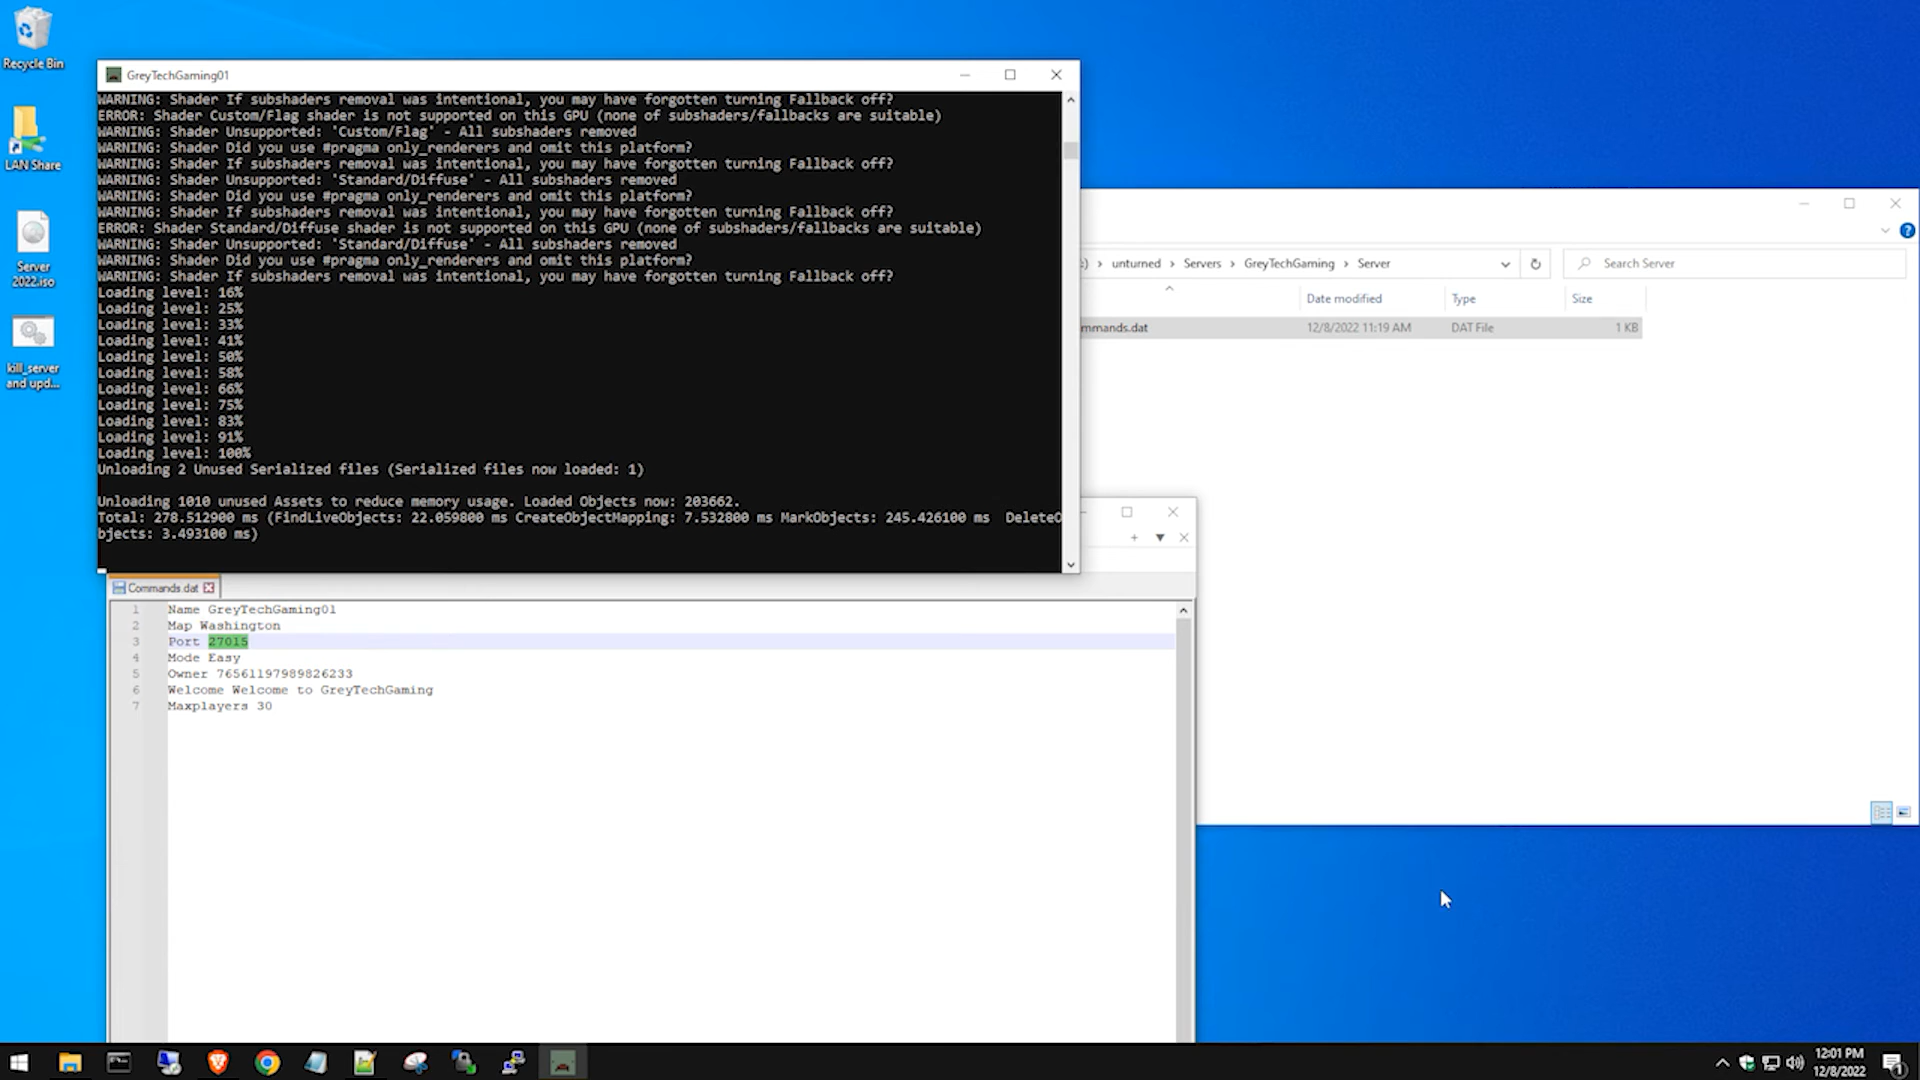 Recycle Bin
LAN Share
Server
2022.iso
kill_server
and upd...
GreyTechGaming01
WARNING: Shader If subshaders removal was intentional, you may have forgotten turning Fallback off?
ERROR: Shader Custom/Flag shader is not supported on this GPU (none of subshaders/fallbacks are suitable)
WARNING: Shader Unsupported: 'Custom/Flag' - All subshaders removed
WARNING: Shader Did you use #pragma only_renderers and omit this platform?
WARNING: Shader If subshaders removal was intentional, you may have forgotten turning Fallback off?
WARNING: Shader Unsupported: 'Standard/Diffuse' - All subshaders removed
WARNING: Shader Did you use #pragma only_renderers and omit this platform?
WARNING: Shader If subshaders removal was intentional, you may have forgotten turning Fallback off?
ERROR: Shader Standard/Diffuse shader is not supported on this GPU (none of subshaders/fallbacks are suitable)
WARNING: Shader Unsupported: 'Standard/Diffuse' - All subshaders removed
WARNING: Shader Did you use #pragma only_renderers and omit this platform?
WARNING: Shader If subshaders removal was intentional, you may have forgotten turning Fallback off?
Loading level: 16%
Loading level: 25%
Loading level: 33%
Loading level: 41%
Loading level: 50%
Loading level: 58%
Loading level: 66%
Loading level: 75%
Loading level: 83%
Loading level: 91%
Loading level: 100%
Unloading 2 Unused Serialized files (Serialized files now loaded: 1)
Unloading 1010 unused Assets to reduce memory usage. Loaded Objects now: 203662.
Total: 278.512900 ms (FindLiveObjects: 22.059800 ms CreateObjectMapping: 7.532800 ms MarkObjects: 245.426100 ms  DeleteO
bjects: 3.493100 ms)
:) › unturned › Servers › GreyTechGaming › Server
Search Server
Date modified Type Size
mmands.dat 12/8/2022 11:19 AM DAT File 1 KB
Commands.dat
1 Name GreyTechGaming01
2 Map Washington
3 Port 27015
4 Mode Easy
5 Owner 76561197989826233
6 Welcome Welcome to GreyTechGaming
7 Maxplayers 30
12:01 PM
12/8/2022
1